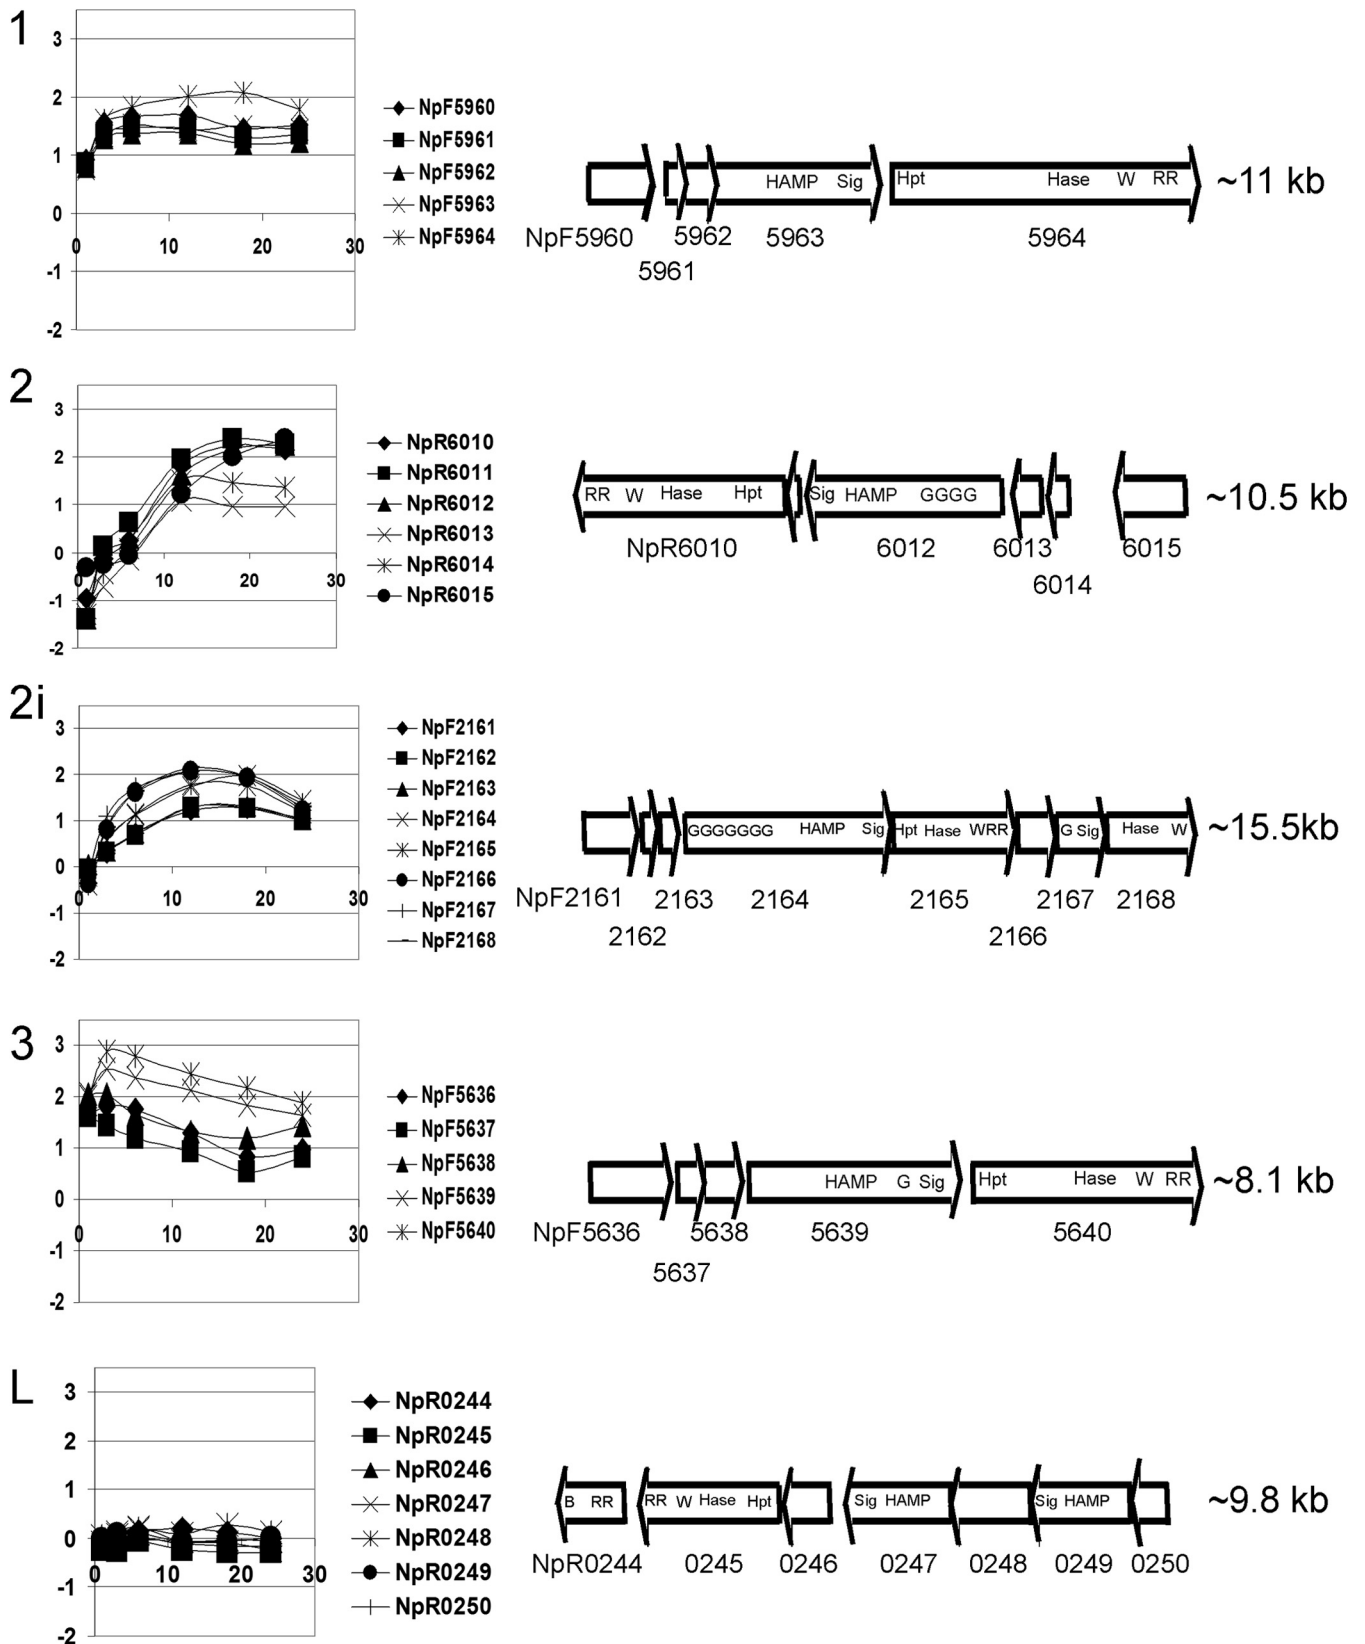 1
3
2
1
0
-1
-2
0
10
20
30
NpF5960
NpF5961
NpF5962
NpF5963
NpF5964
HAMP Sig Hpt Hase W RR
~11 kb
NpF5960 5962 5963 5964
5961
2
3
2
1
0
-1
-2
0
10
20
30
NpR6010
NpR6011
NpR6012
NpR6013
NpR6014
NpR6015
RR W Hase Hpt Sig HAMP GGGG
~10.5 kb
NpR6010 6012 6013 6015
6014
2i
3
2
1
0
-1
-2
0
10
20
30
NpF2161
NpF2162
NpF2163
NpF2164
NpF2165
NpF2166
NpF2167
NpF2168
GGGGGGG HAMP Sig Hpt Hase WRR G Sig Hase W
~15.5kb
NpF2161 2163 2164 2165 2167 2168
2162 2166
3
3
2
1
0
-1
-2
0
10
20
30
NpF5636
NpF5637
NpF5638
NpF5639
NpF5640
HAMP G Sig Hpt Hase W RR
~8.1 kb
NpF5636 5638 5639 5640
5637
L
3
2
1
0
-1
-2
0
10
20
30
NpR0244
NpR0245
NpR0246
NpR0247
NpR0248
NpR0249
NpR0250
B RR RR W Hase Hpt Sig HAMP Sig HAMP
~9.8 kb
NpR0244 0245 0246 0247 0248 0249 0250